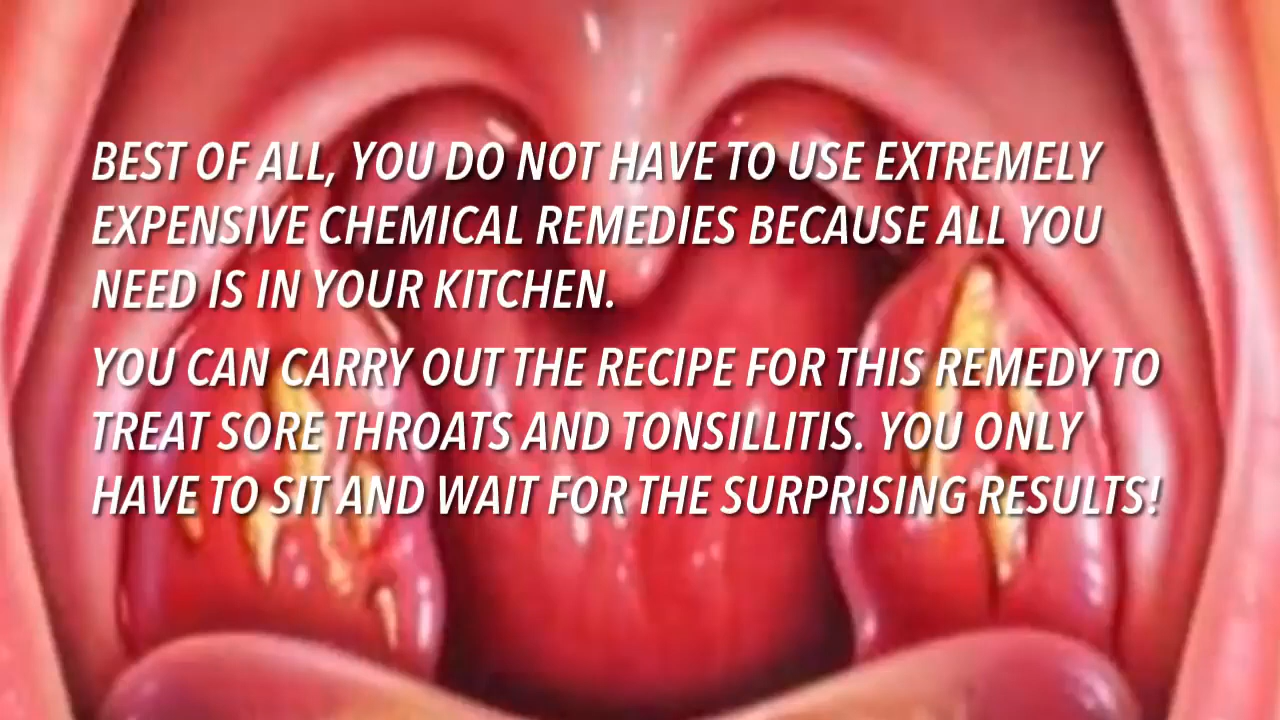 BEST OF ALL, YOU DO NOT HAVE TO USE EXTREMELY
EXPENSIVE CHEMICAL REMEDIES BECAUSE ALL YOU
NEED IS IN YOUR KITCHEN.
YOU CAN CARRY OUT THE RECIPE FOR THIS REMEDY TO
TREAT SORE THROATS AND TONSILLITIS. YOU ONLY
HAVE TO SIT AND WAIT FOR THE SURPRISING RESULTS!